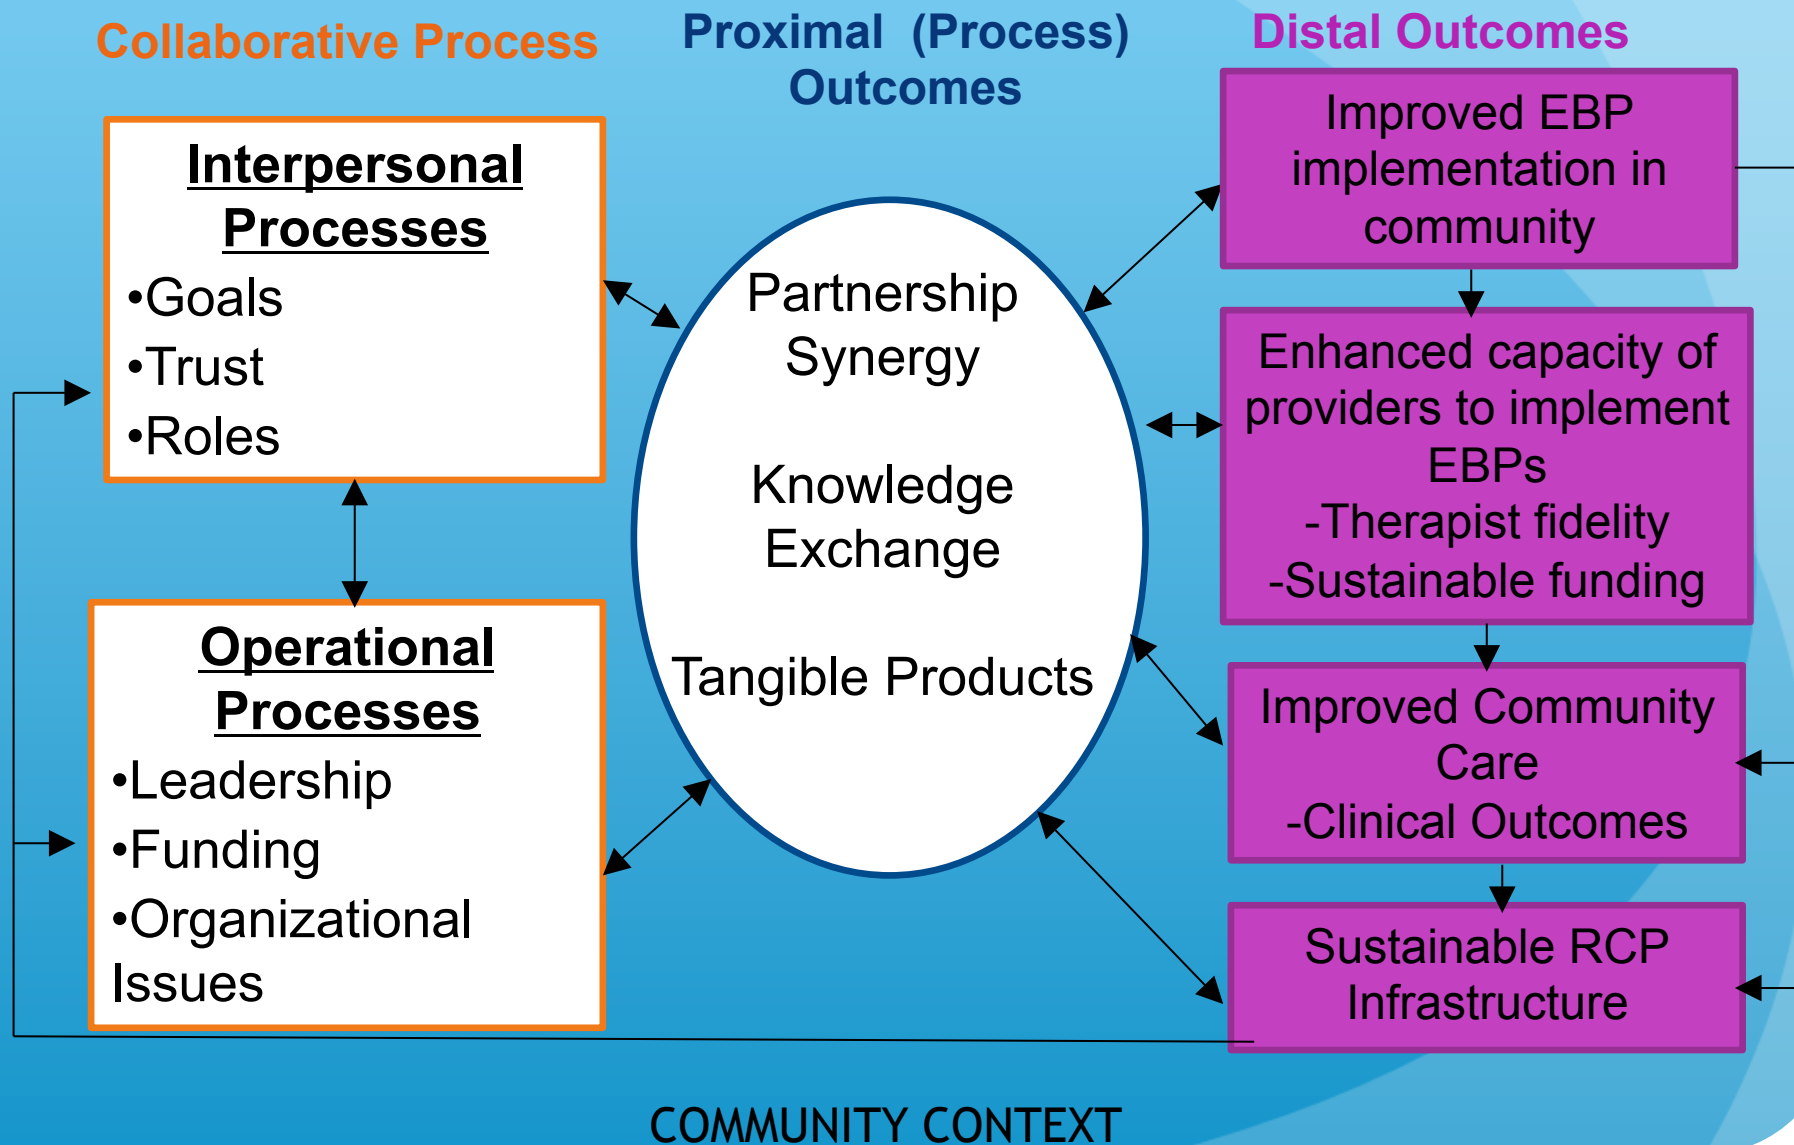 Collaborative Process
Proximal (Process)
Outcomes
Distal Outcomes
Interpersonal
Processes
•Goals
•Trust
•Roles
Operational
Processes
•Leadership
•Funding
•Organizational
Issues
Partnership
Synergy
Knowledge
Exchange
Tangible Products
Improved EBP
implementation in
community
Enhanced capacity of
providers to implement
EBPs
-Therapist fidelity
-Sustainable funding
Improved Community
Care
-Clinical Outcomes
Sustainable RCP
Infrastructure
COMMUNITY CONTEXT